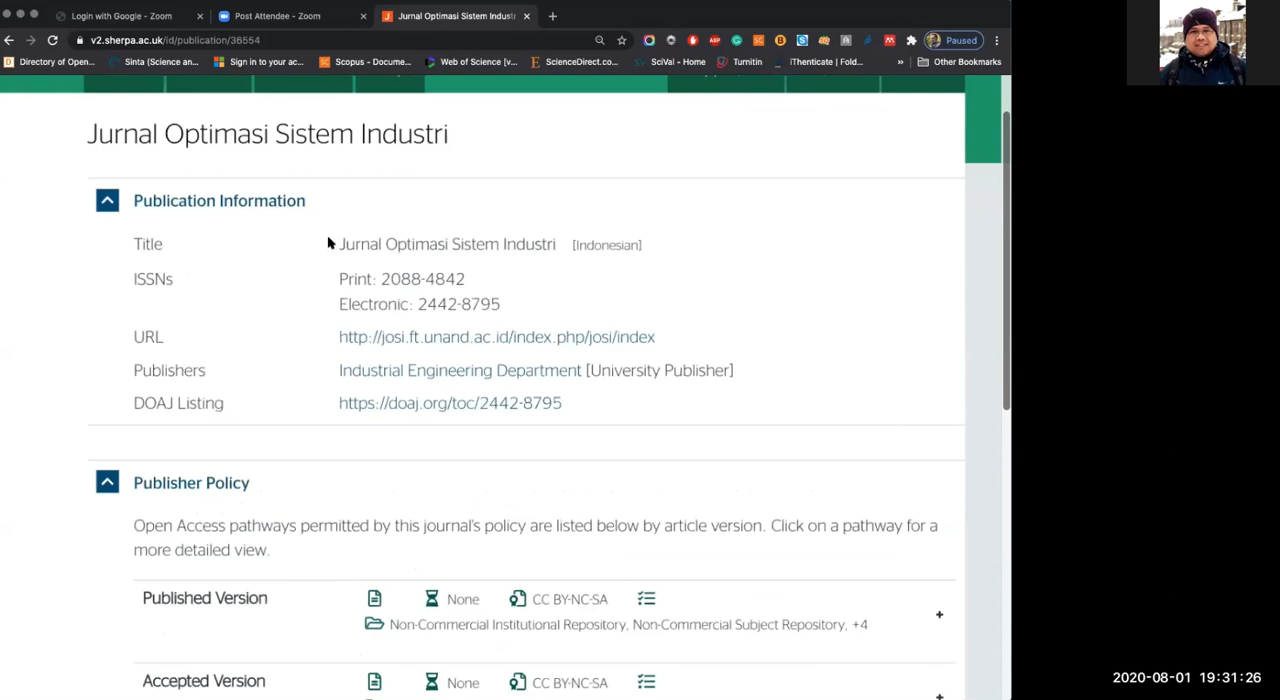 Login with Google - Zoom
Post Attendee - Zoom
Jurnal Optimasi Sistem Industri
v2.sherpa.ac.uk/id/publication/36554
Paused
Directory of Open...
Sinta (Science an...
Sign in to your ac...
Scopus - Docume...
Web of Science [v...
ScienceDirect.co...
SciVal - Home
Turnitin
iThenticate | Fold...
Other Bookmarks
Jurnal Optimasi Sistem Industri
Publication Information
Title Jurnal Optimasi Sistem Industri [Indonesian]
ISSNs Print: 2088-4842
Electronic: 2442-8795
URL http://josi.ft.unand.ac.id/index.php/josi/index
Publishers Industrial Engineering Department [University Publisher]
DOAJ Listing https://doaj.org/toc/2442-8795
Publisher Policy
Open Access pathways permitted by this journal's policy are listed below by article version. Click on a pathway for a
more detailed view.
Published Version None CC BY-NC-SA
Non-Commercial Institutional Repository, Non-Commercial Subject Repository, +4
Accepted Version None CC BY-NC-SA
2020-08-01 19:31:26